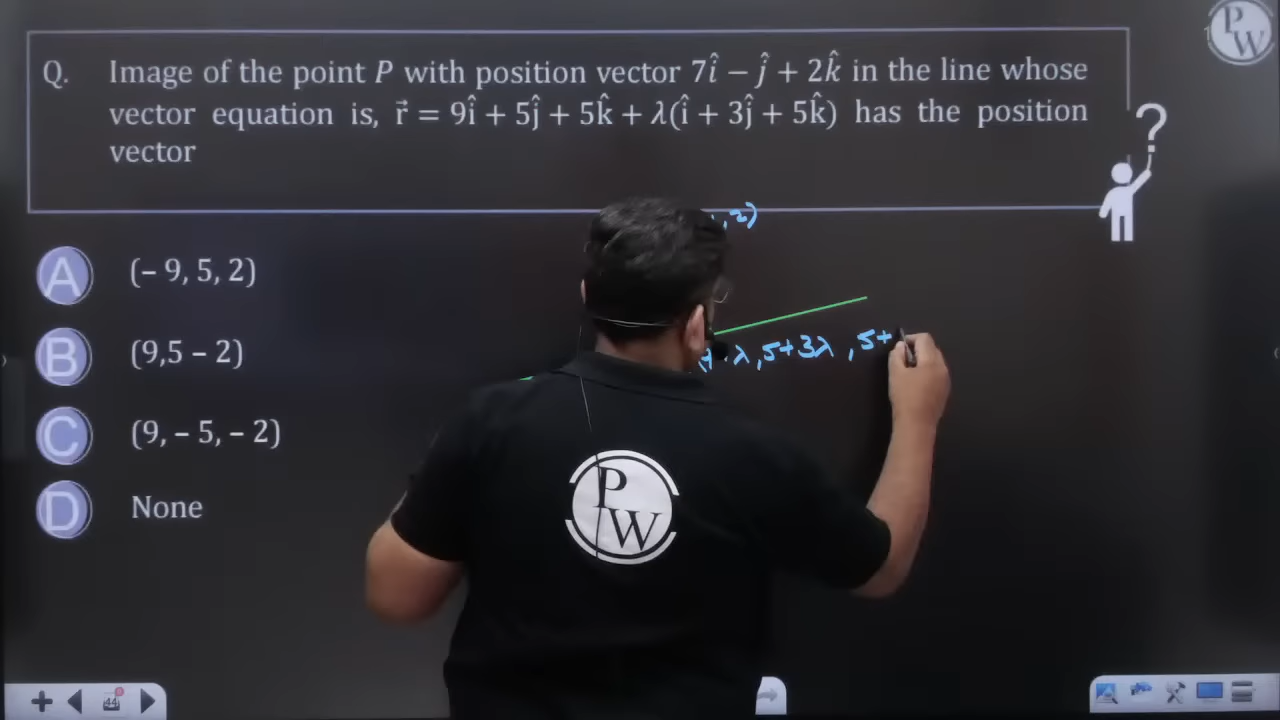 PW
Q. Image of the point P with position vector 7î − ĵ + 2k̂ in the line whose
vector equation is, r⃗ = 9î + 5ĵ + 5k̂ + λ(î + 3ĵ + 5k̂) has the position
vector
?
, 2)
A (– 9, 5, 2)
λ, 5+3λ , 5+
B (9,5 – 2)
C (9, – 5, – 2)
PW
D None
44